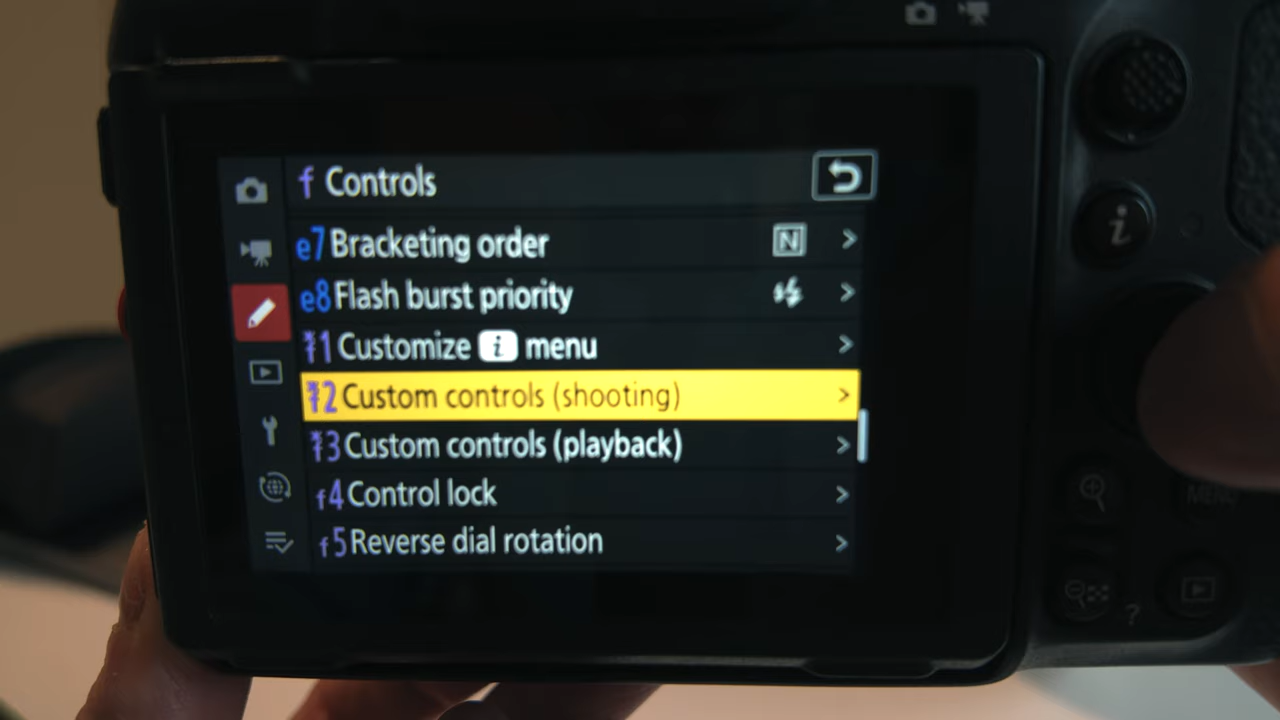 f Controls
e7 Bracketing order N >
e8 Flash burst priority >
f1 Customize i menu >
f2 Custom controls (shooting) >
f3 Custom controls (playback) >
f4 Control lock >
f5 Reverse dial rotation >
i
MENU
?